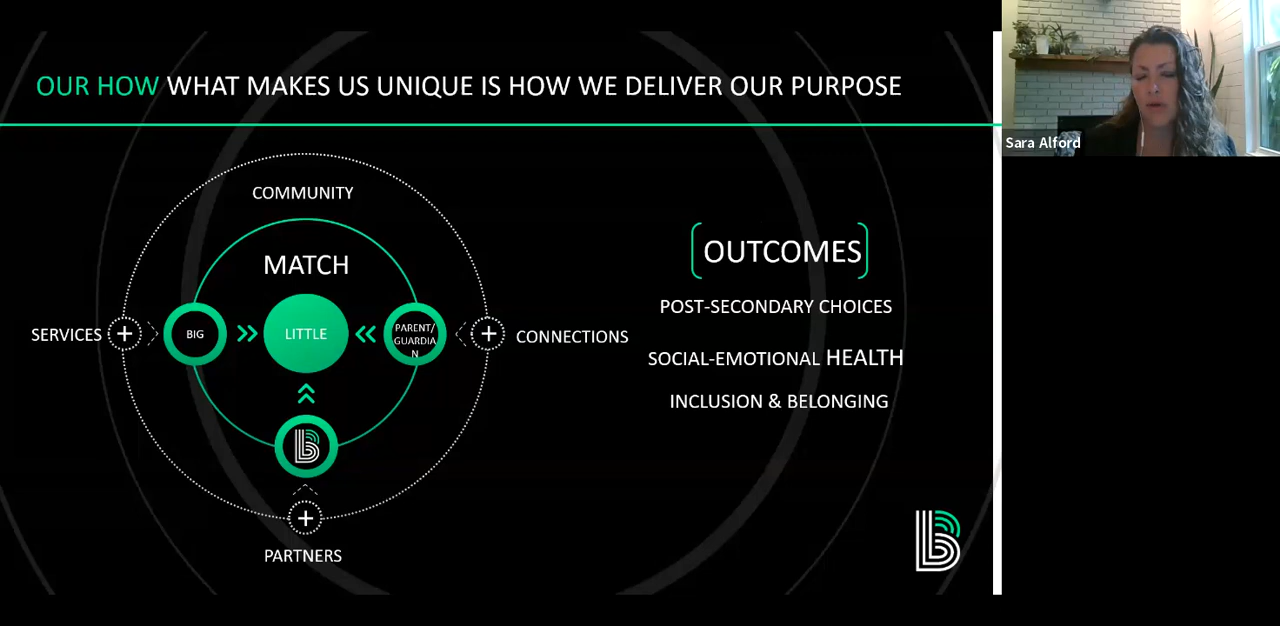 OUR HOW WHAT MAKES US UNIQUE IS HOW WE DELIVER OUR PURPOSE
Sara Alford
COMMUNITY
MATCH
SERVICES
BIG
LITTLE
PARENT/
GUARDIA
N
CONNECTIONS
PARTNERS
OUTCOMES
POST-SECONDARY CHOICES
SOCIAL-EMOTIONAL HEALTH
INCLUSION & BELONGING